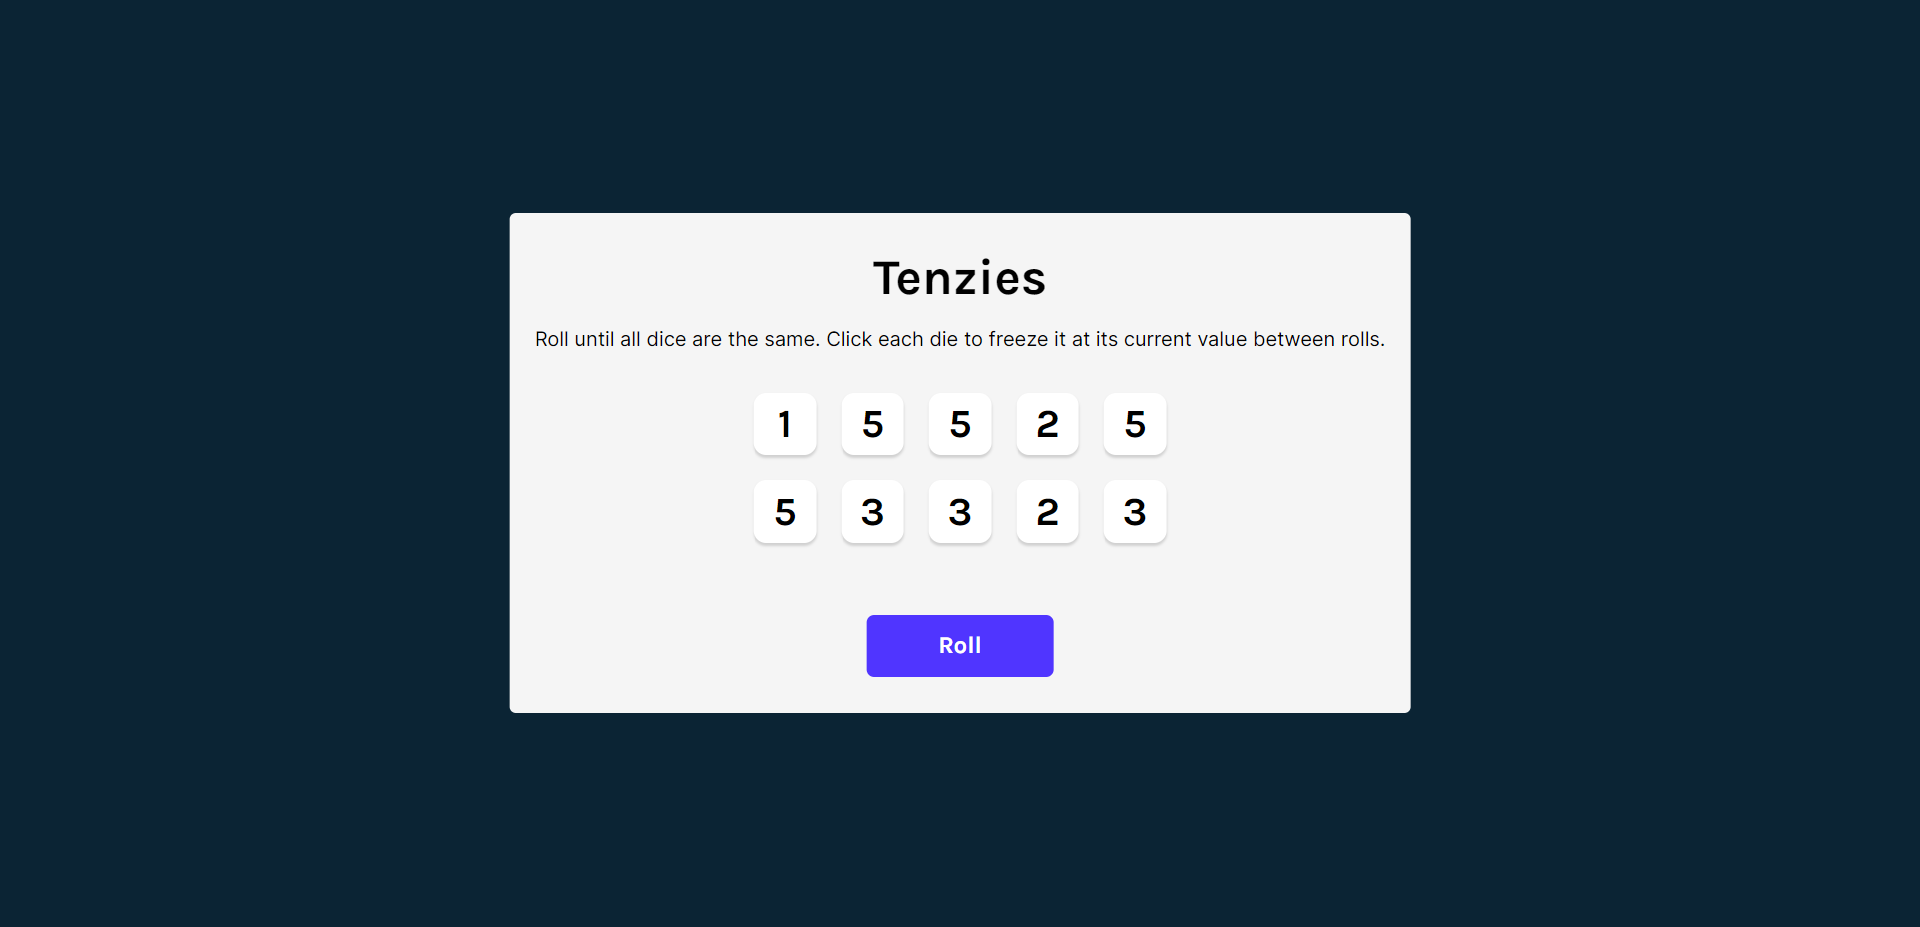 Tenzies
Roll until all dice are the same. Click each die to freeze it at its current value between rolls.
1 5 5 2 5
5 3 3 2 3
Roll